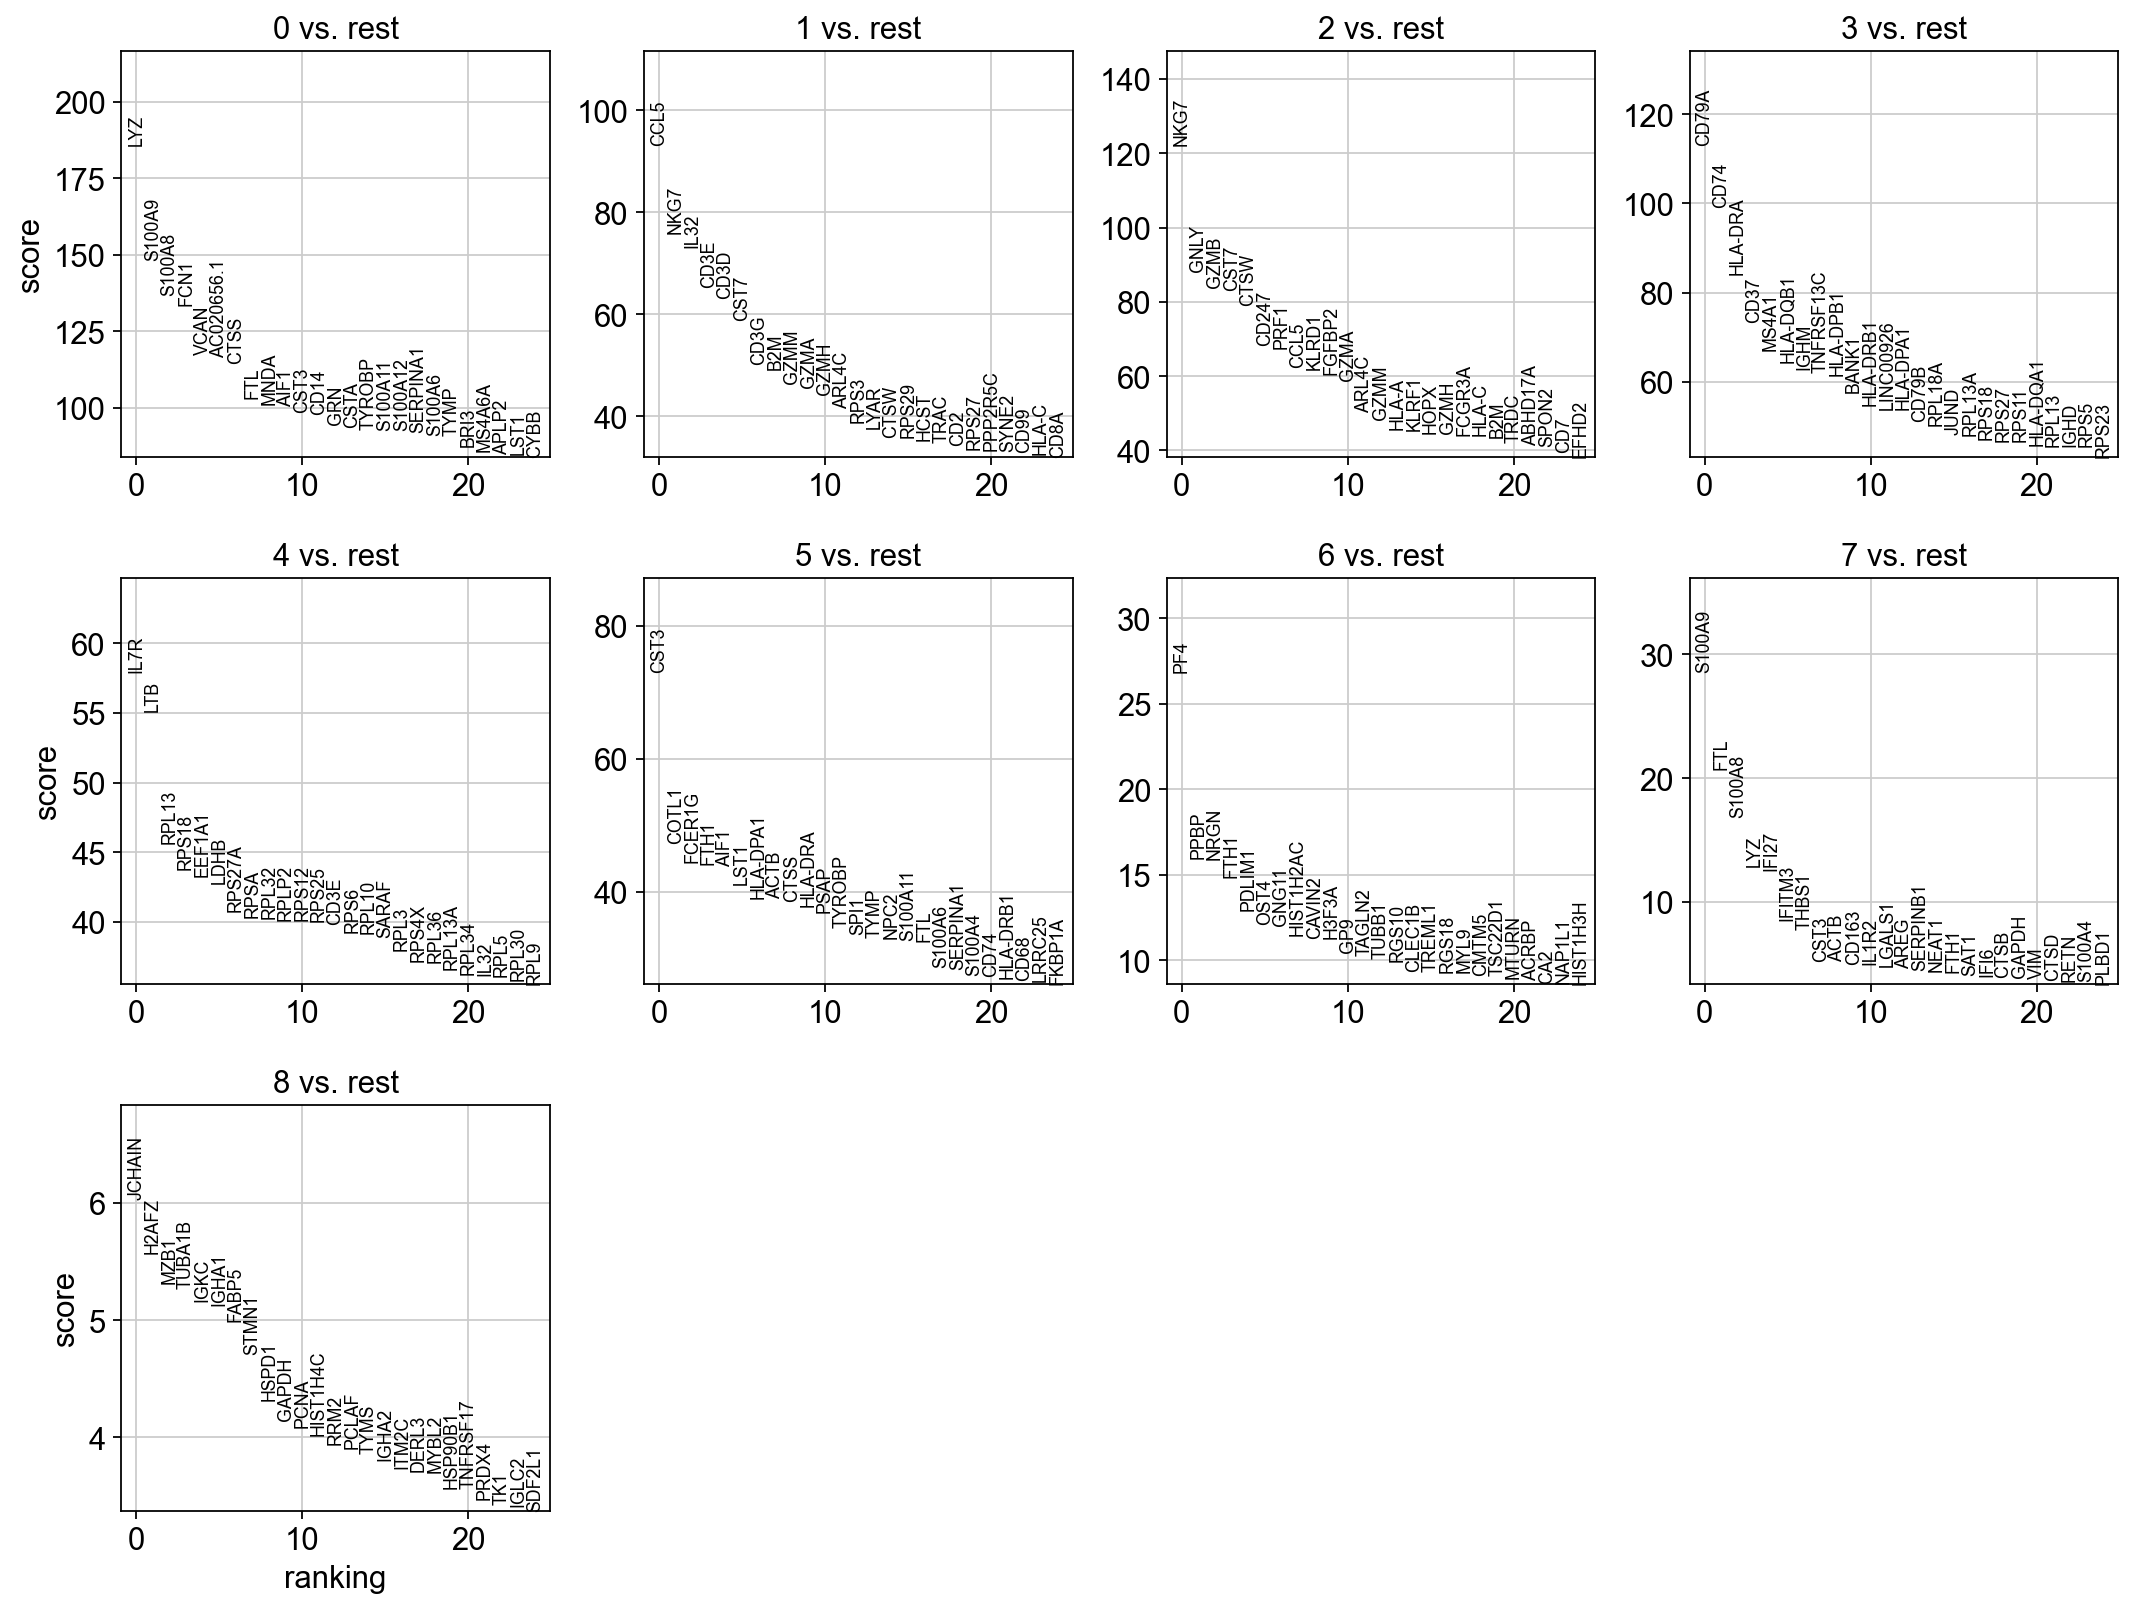 0 vs. rest
score
200
175
150
125
100
LYZ
S100A9
S100A8
FCN1
VCAN
AC020656.1
CTSS
FTL
MNDA
AIF1
CST3
CD14
GRN
CSTA
TYROBP
S100A11
S100A12
SERPINA1
S100A6
TYMP
BRI3
MS4A6A
APLP2
LST1
CYBB
0 10 20
1 vs. rest
100
80
60
40
CCL5
NKG7
IL32
CD3E
CD3D
CST7
CD3G
B2M
GZMM
GZMA
GZMH
ARL4C
RPS3
LYAR
CTSW
RPS29
HCST
TRAC
CD2
RPS27
PPP2R5C
SYNE2
CD99
HLA-C
CD8A
0 10 20
2 vs. rest
140
120
100
80
60
40
NKG7
GNLY
GZMB
CST7
CTSW
CD247
PRF1
CCL5
KLRD1
FGFBP2
GZMA
ARL4C
GZMM
HLA-A
KLRF1
HOPX
GZMH
FCGR3A
HLA-C
B2M
TRDC
ABHD17A
SPON2
CD7
EFHD2
0 10 20
3 vs. rest
120
100
80
60
CD79A
CD74
HLA-DRA
CD37
MS4A1
HLA-DQB1
IGHM
TNFRSF13C
HLA-DPB1
BANK1
HLA-DRB1
LINC00926
HLA-DPA1
CD79B
RPL18A
JUND
RPL13A
RPS18
RPS27
RPS11
HLA-DQA1
RPL13
IGHD
RPS5
RPS23
0 10 20
4 vs. rest
score
60
55
50
45
40
IL7R
LTB
RPL13
RPS18
EEF1A1
LDHB
RPS27A
RPSA
RPL32
RPLP2
RPS12
RPS25
CD3E
RPS6
RPL10
SARAF
RPL3
RPS4X
RPL36
RPL13A
RPL34
IL32
RPL5
RPL30
RPL9
0 10 20
5 vs. rest
80
60
40
CST3
COTL1
FCER1G
FTH1
AIF1
LST1
HLA-DPA1
ACTB
CTSS
HLA-DRA
PSAP
TYROBP
SPI1
TYMP
NPC2
S100A11
FTL
S100A6
SERPINA1
S100A4
CD74
HLA-DRB1
CD68
LRRC25
FKBP1A
0 10 20
6 vs. rest
30
25
20
15
10
PF4
PPBP
NRGN
FTH1
PDLIM1
OST4
GNG11
HIST1H2AC
CAVIN2
H3F3A
GP9
TAGLN2
TUBB1
RGS10
CLEC1B
TREML1
RGS18
MYL9
CMTM5
TSC22D1
MTURN
ACRBP
CA2
NAP1L1
HIST1H3H
0 10 20
7 vs. rest
30
20
10
S100A9
FTL
S100A8
LYZ
IFI27
IFITM3
THBS1
CST3
ACTB
CD163
IL1R2
LGALS1
AREG
SERPINB1
NEAT1
FTH1
SAT1
IFI6
CTSB
GAPDH
VIM
CTSD
RETN
S100A4
PLBD1
0 10 20
8 vs. rest
score
6
5
4
JCHAIN
H2AFZ
MZB1
TUBA1B
IGKC
IGHA1
FABP5
STMN1
HSPD1
GAPDH
PCNA
HIST1H4C
RRM2
PCLAF
TYMS
IGHA2
ITM2C
DERL3
MYBL2
HSP90B1
TNFRSF17
PRDX4
TK1
IGLC2
SDF2L1
0 10 20
ranking